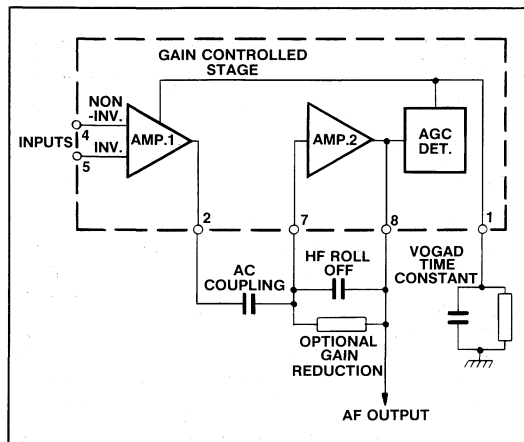 GAIN CONTROLLED
STAGE
NON
-INV.
4
INPUTS
INV.
5
AMP.1
AMP.2
AGC
DET.
2
7
8
1
AC
COUPLING
HF ROLL
OFF
VOGAD
TIME
CONSTANT
OPTIONAL
GAIN
REDUCTION
AF OUTPUT